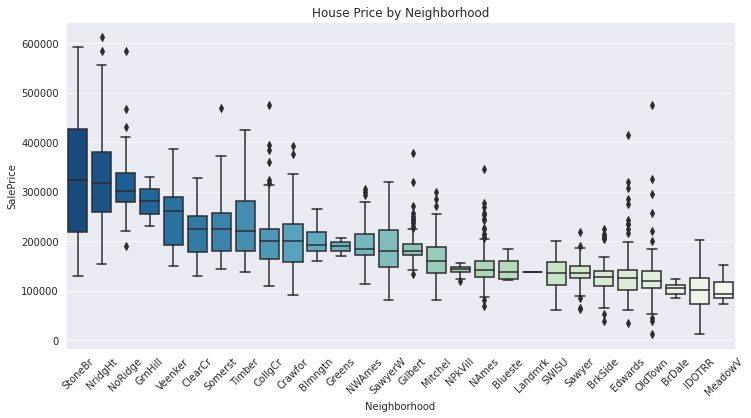 House Price by Neighborhood
SalePrice
600000
500000
400000
300000
200000
100000
0
StoneBr
NridgHt
NoRidge
GrnHill
Veenker
ClearCr
Somerst
Timber
CollgCr
Crawfor
Blmngtn
Greens
NWAmes
SawyerW
Gilbert
Mitchel
NPkVill
NAmes
Blueste
Landmrk
SWISU
Sawyer
BrkSide
Edwards
OldTown
BrDale
IDOTRR
MeadowV
Neighborhood